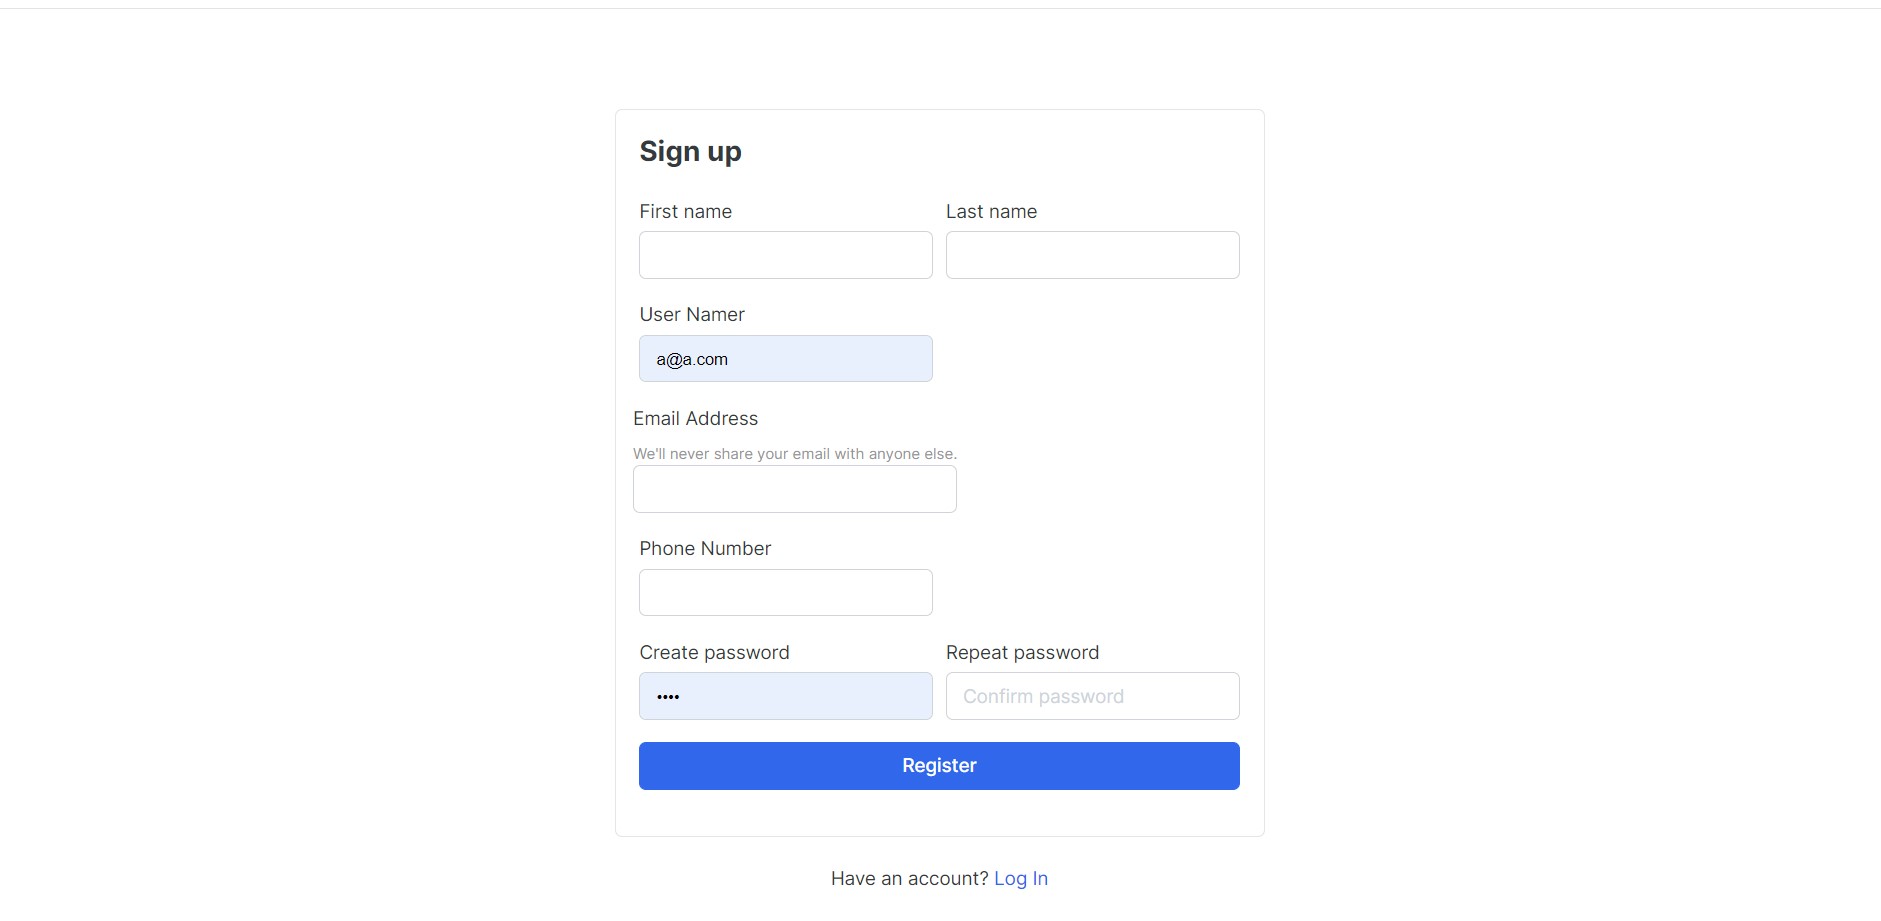 Sign up
First name
Last name
User Namer
a@a.com
Email Address
We'll never share your email with anyone else.
Phone Number
Create password
Repeat password
••••
Confirm password
Register
Have an account? Log In